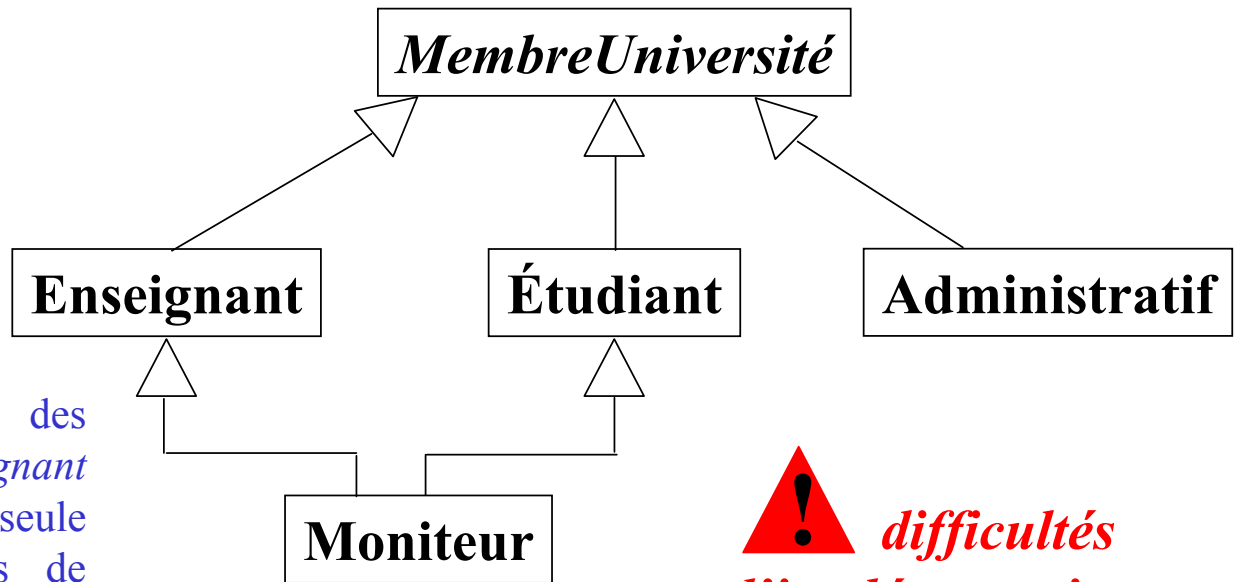 MembreUniversité
Enseignant
Étudiant
Administratif
des
gnant
seule
s de
Moniteur
!
difficultés